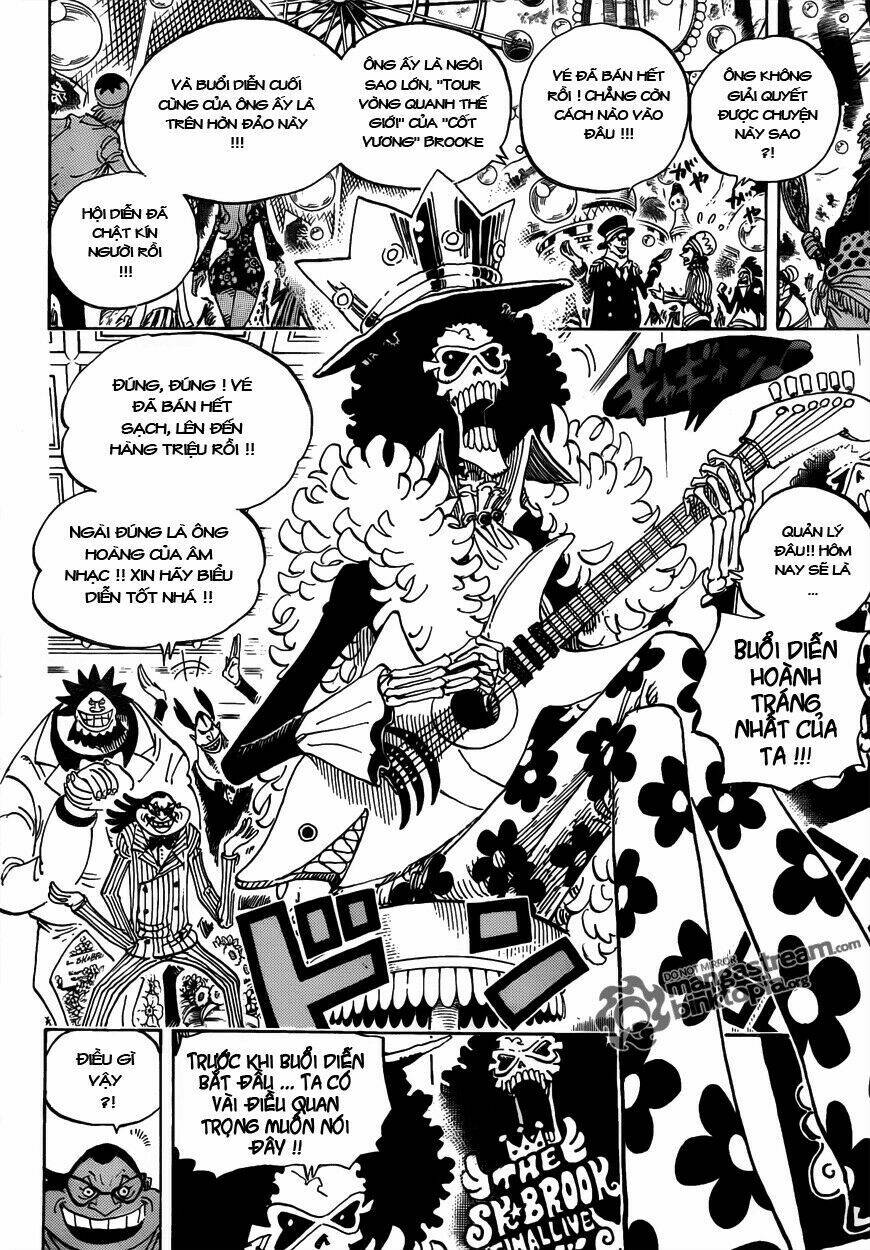 ÔNG KHÔNG
GIẢI QUYẾT
ĐƯỢC CHUYỆN
NÀY SAO
?!
VÉ ĐÃ BÁN HẾT
RỒI ! CHẲNG CÒN
CÁCH NÀO VÀO
ĐÂU !!!
ÔNG ẤY LÀ NGÔI
SAO LỚN, "TOUR
VÒNG QUANH THẾ
GIỚI" CỦA "CỐT
VƯƠNG" BROOKE
VÀ BUỔI DIỄN CUỐI
CÙNG CỦA ÔNG ẤY LÀ
TRÊN HÒN ĐẢO NÀY
!!!
HỘI DIỄN ĐÃ
CHẬT KÍN
NGƯỜI RỒI
!!!
ĐÚNG, ĐÚNG ! VÉ
ĐÃ BÁN HẾT
SẠCH, LÊN ĐẾN
HÀNG TRIỆU RỒI !!
NGÀI ĐÚNG LÀ ÔNG
HOÀNG CỦA ÂM
NHẠC !! XIN HÃY BIỂU
DIỄN TỐT NHÁ !!
QUẢN LÝ
ĐÂU!! HÔM
NAY SẼ LÀ
...
BUỔI DIỄN
HOÀNH
TRÁNG
NHẤT CỦA
TA !!!
ドン
DO NOT MIRROR
mangastream.com
binktopia.org
ĐIỀU GÌ
VẬY
?!
TRƯỚC KHI BUỔI DIỄN
BẮT ĐẦU ... TA CÓ
VÀI ĐIỀU QUAN
TRỌNG MUỐN NÓI
ĐÂY !!
THE
SK★BROOK
FINAL LIVE